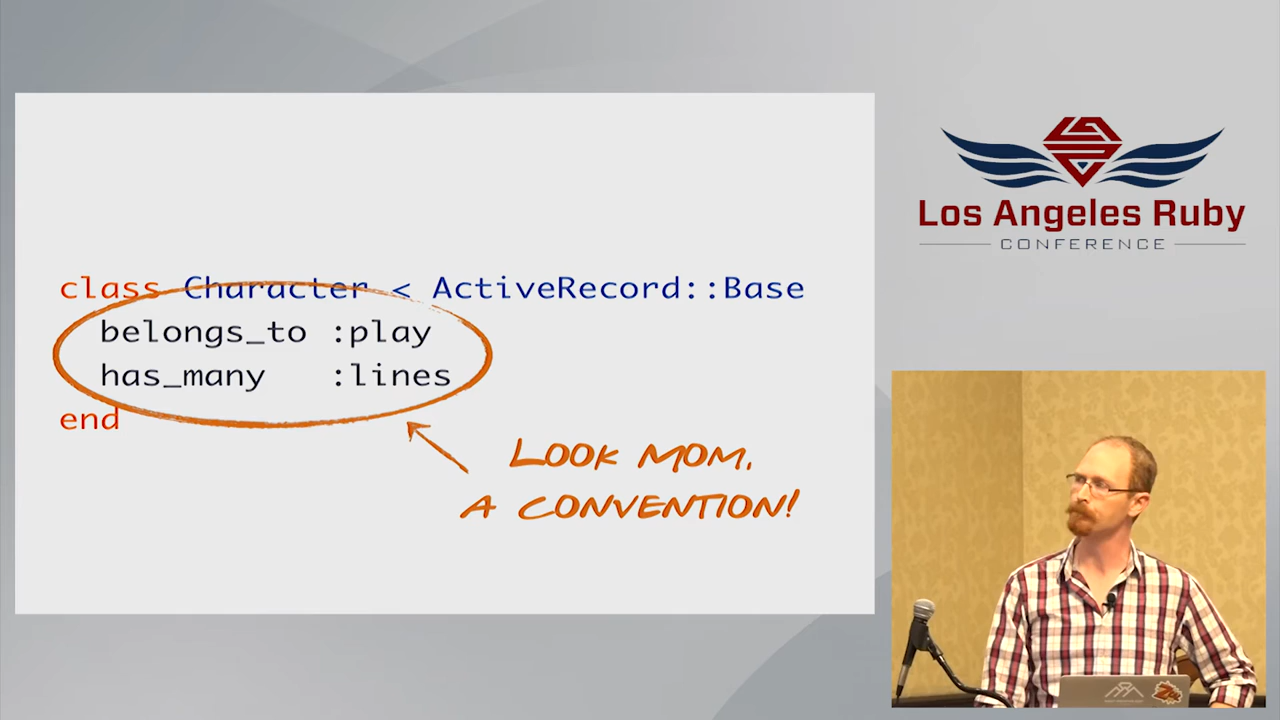 class Character < ActiveRecord::Base
belongs_to :play
has_many :lines
end
LOOK MOM,
A CONVENTION!
Los Angeles Ruby
CONFERENCE